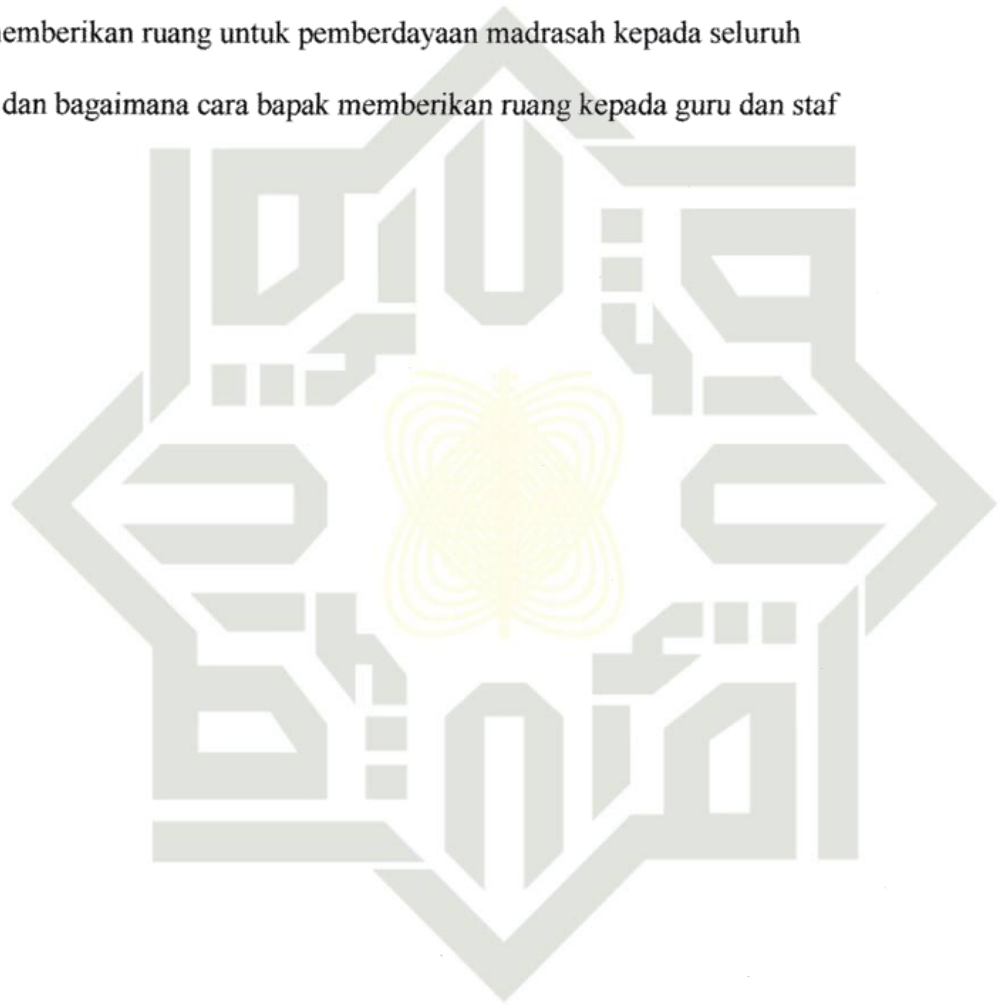 memberikan ruang untuk pemberdayaan madrasah kepada seluruh
dan bagaimana cara bapak memberikan ruang kepada guru dan staf